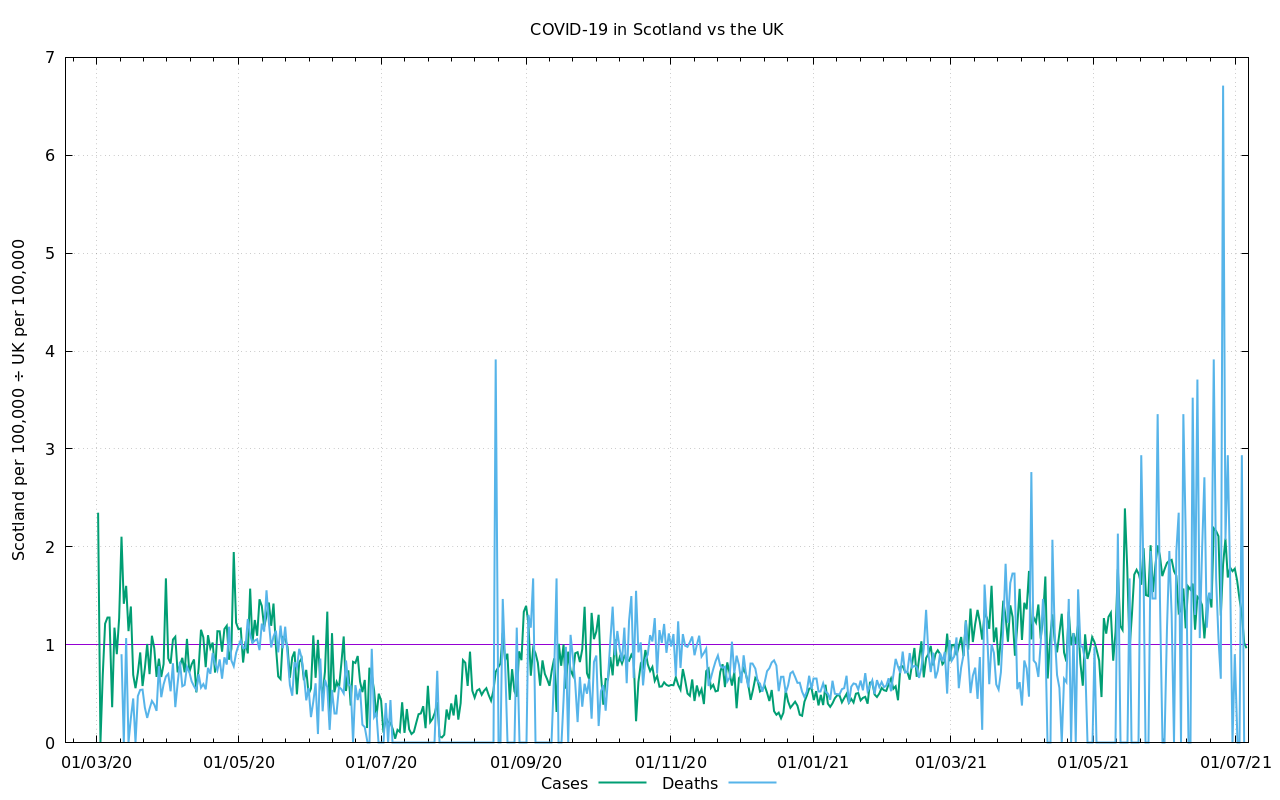 COVID-19 in Scotland vs the UK
Scotland per 100,000 ÷ UK per 100,000
7
6
5
4
3
2
1
0
01/03/20 01/05/20 01/07/20 01/09/20 01/11/20 01/01/21 01/03/21 01/05/21 01/07/21
Cases Deaths